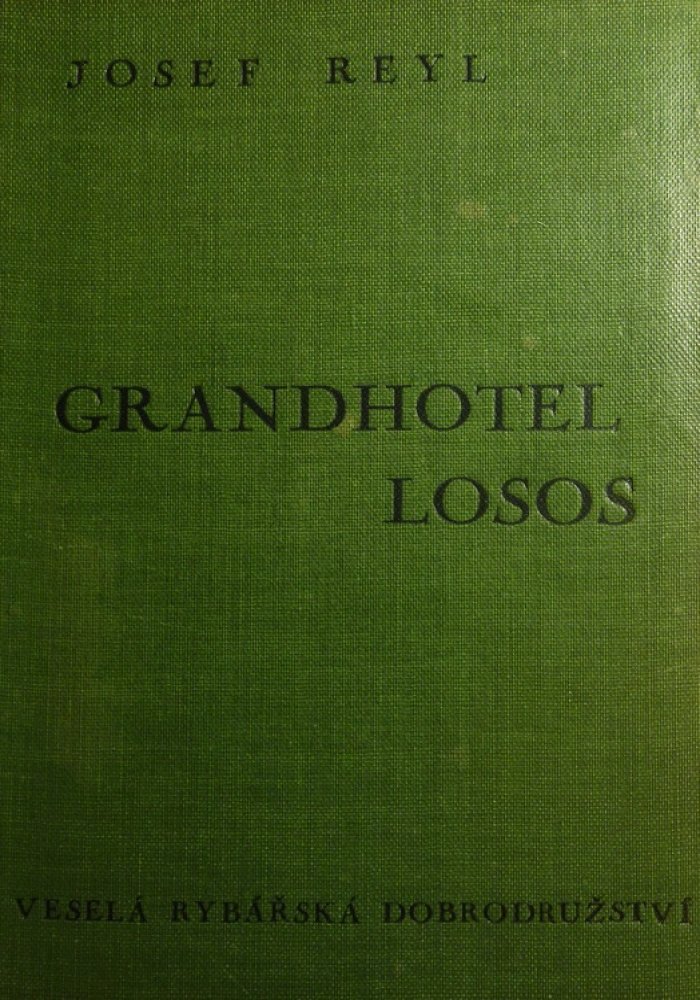 JOSEF REYL
GRANDHOTEL
LOSOS
VESELÁ RYBÁŘSKÁ DOBRODRUŽSTVÍ